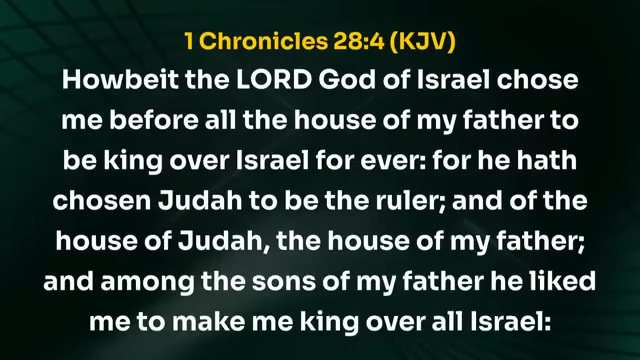 1 Chronicles 28:4 (KJV)
Howbeit the LORD God of Israel chose
me before all the house of my father to
be king over Israel for ever: for he hath
chosen Judah to be the ruler; and of the
house of Judah, the house of my father;
and among the sons of my father he liked
me to make me king over all Israel: